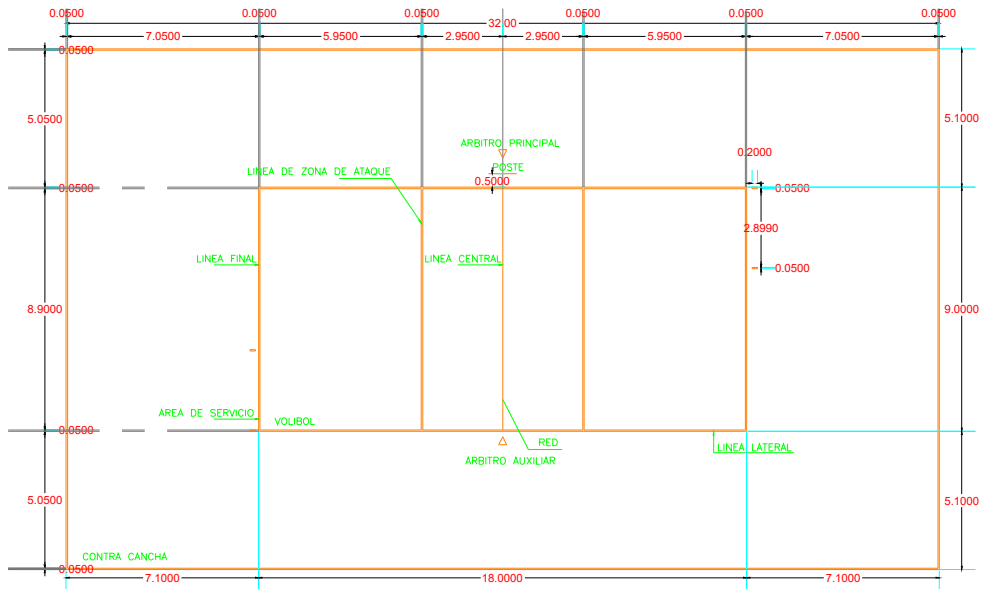 0.0500 0.0500 0.0500 0.0500 0.0500 0.0500
3200
7.0500 5.9500 2.9500 2.9500 5.9500 7.0500
0.0500
5.0500 5.1000
ARBITRO PRINCIPAL
0.2000
POSTE
LINEA DE ZONA DE ATAQUE
0.5000
0.0500 0.0500
2.8990
LINEA FINAL LINEA CENTRAL
0.0500
8.9000 9.0000
AREA DE SERVICIO
VOLIBOL
0.0500
RED
LINEA LATERAL
ARBITRO AUXILIAR
5.0500 5.1000
CONTRA CANCHA
0.0500
7.1000 18.0000 7.1000